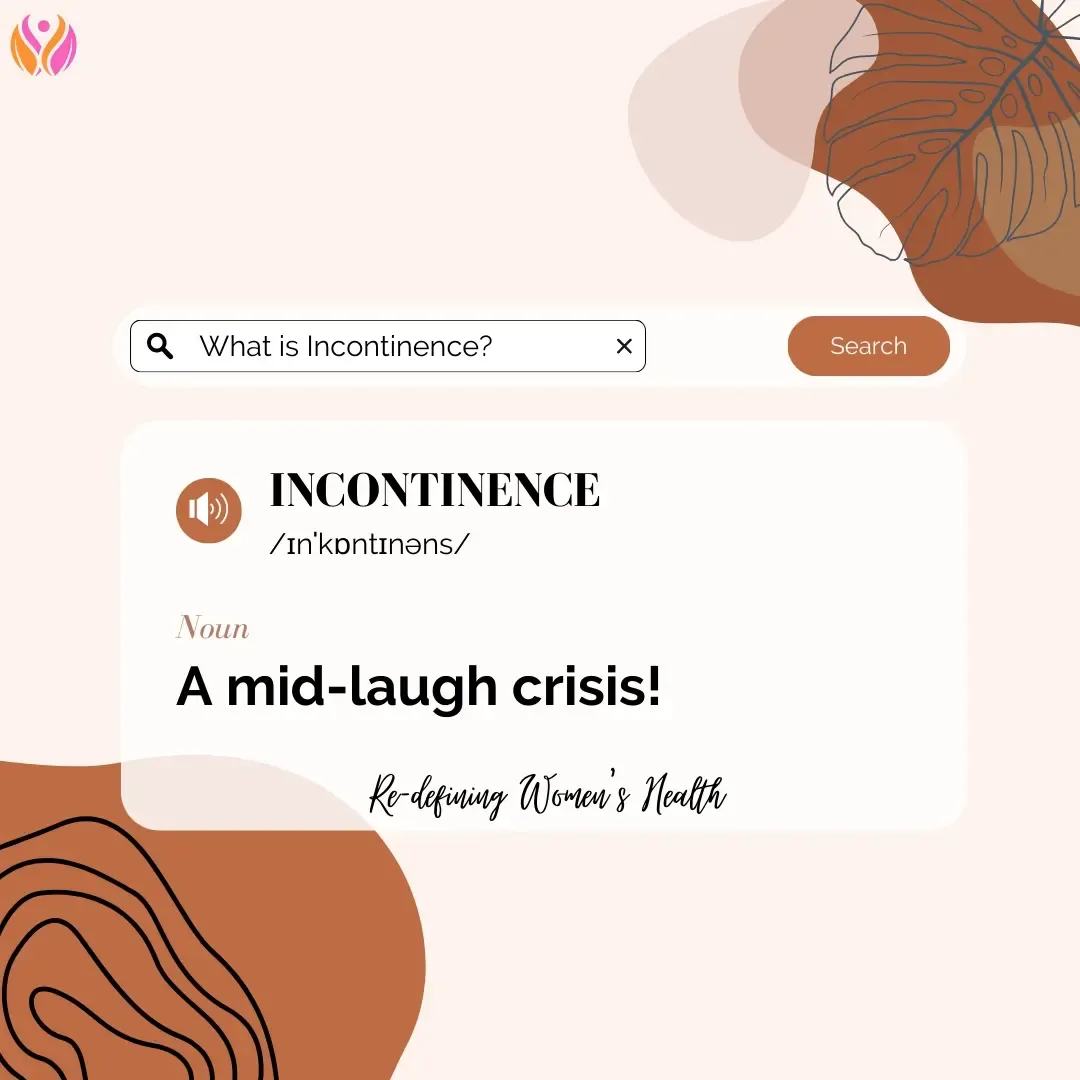 What is Incontinence?
Search
INCONTINENCE
/ɪnˈkɒntɪnəns/
Noun
A mid-laugh crisis!
Re-defining Women's Health